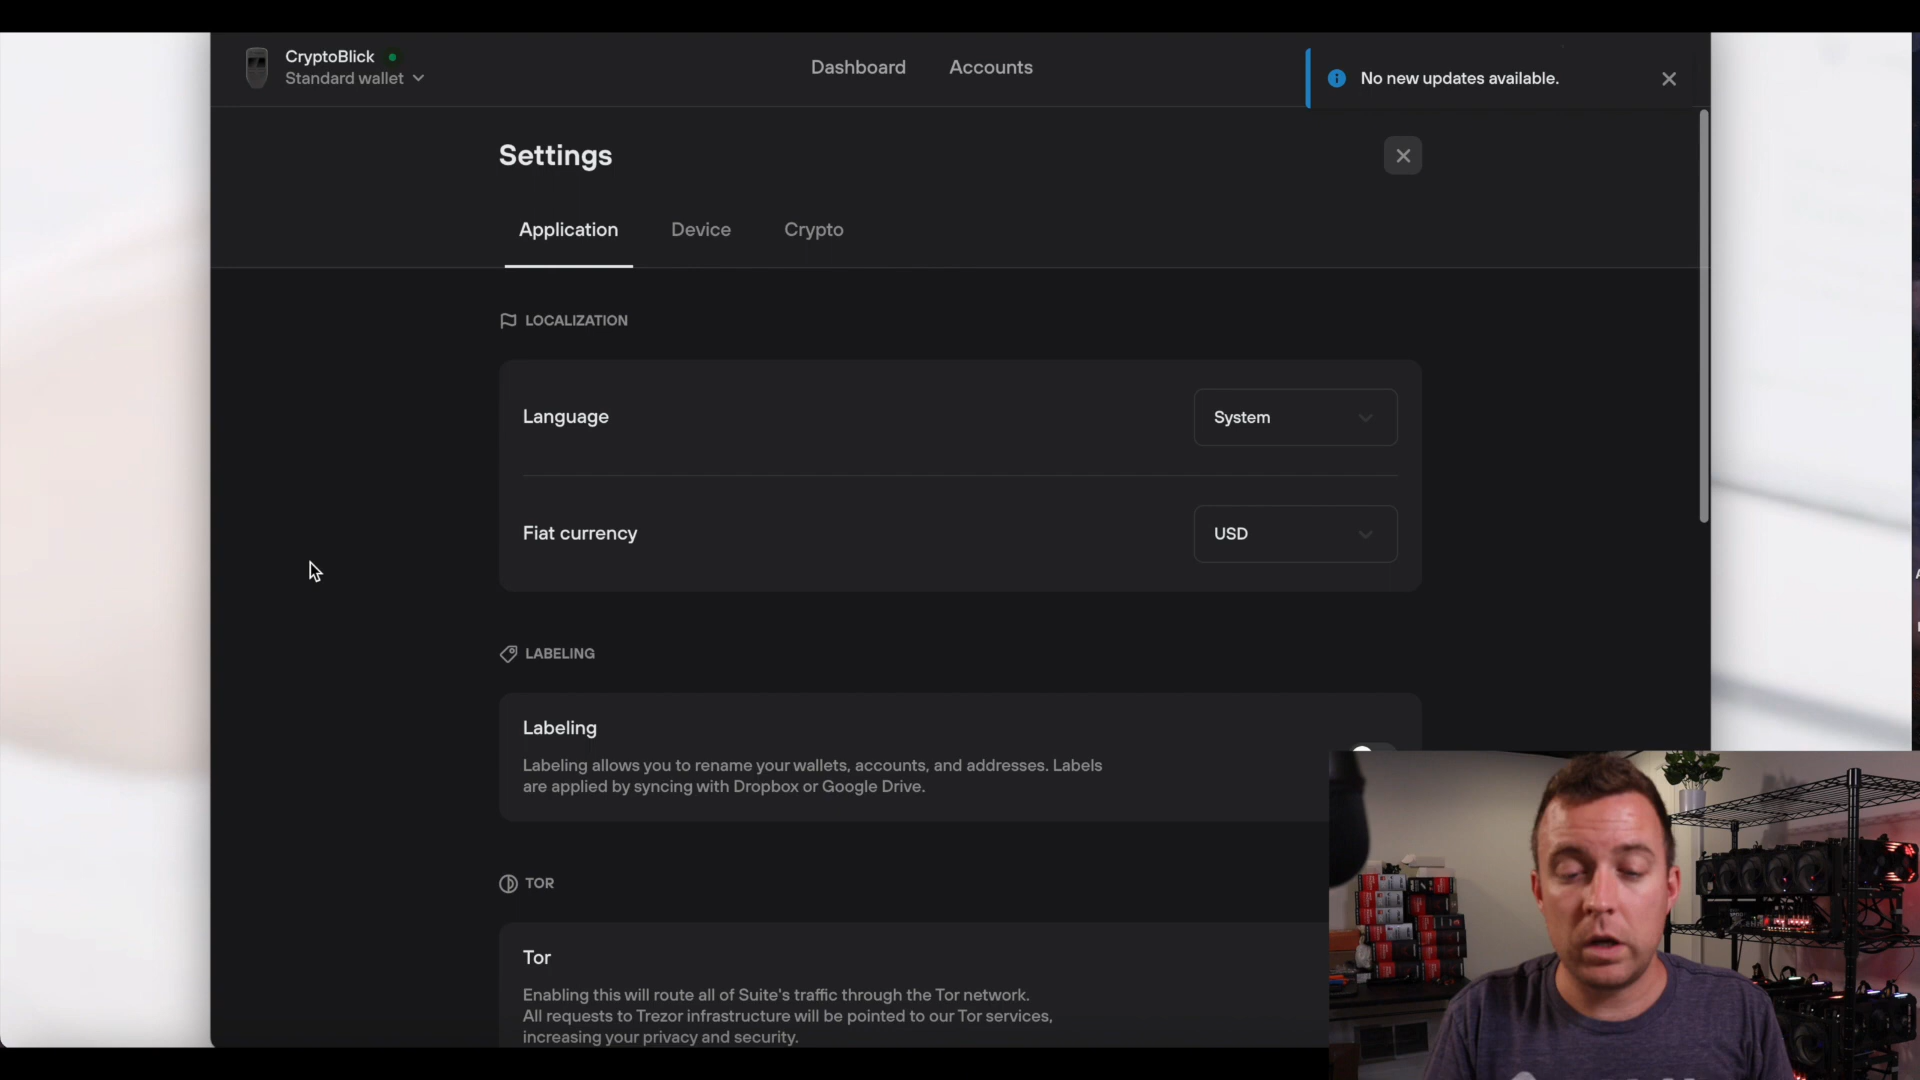 CryptoBlick
Standard wallet
Dashboard
Accounts
No new updates available.
Settings
Application
Device
Crypto
LOCALIZATION
Language
System
Fiat currency
USD
LABELING
Labeling
Labeling allows you to rename your wallets, accounts, and addresses. Labels
are applied by syncing with Dropbox or Google Drive.
TOR
Tor
Enabling this will route all of Suite's traffic through the Tor network.
All requests to Trezor infrastructure will be pointed to our Tor services,
increasing your privacy and security.